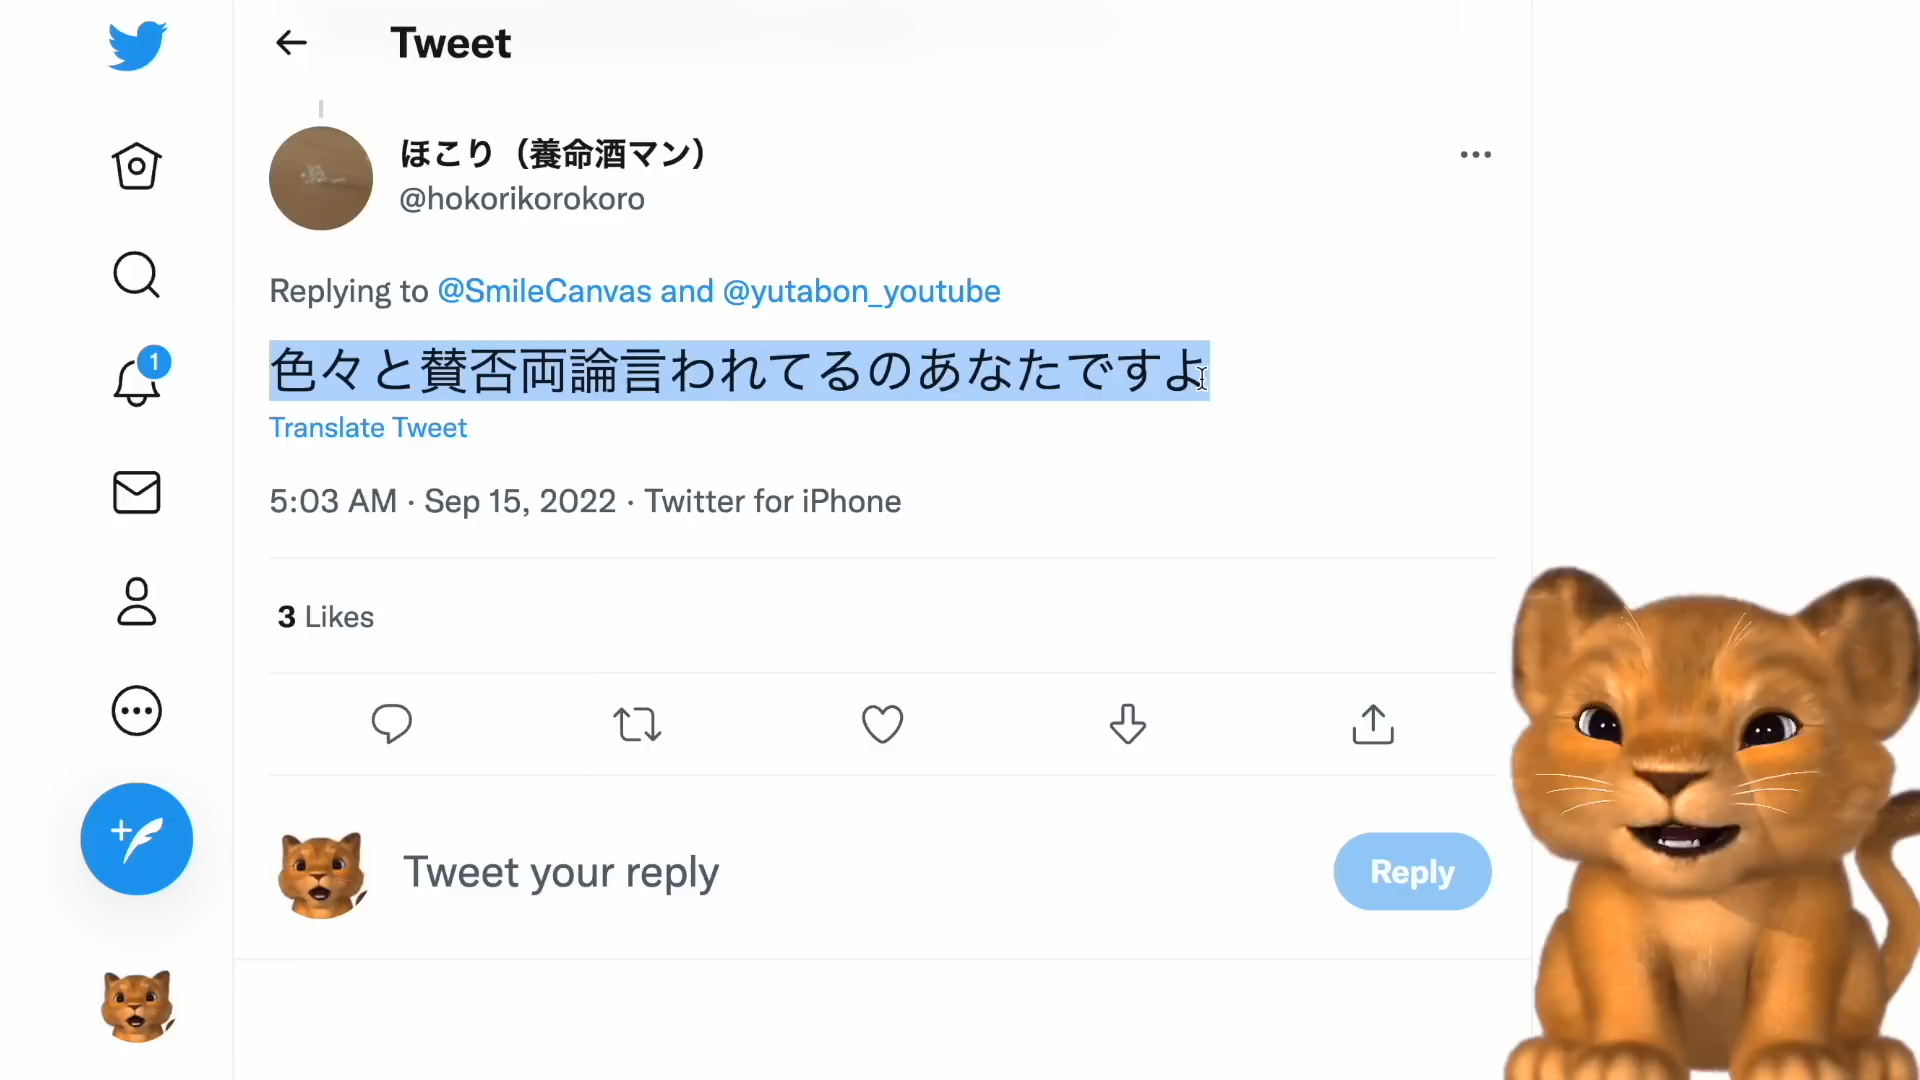 Tweet
ほこり（養命酒マン）
@hokorikorokoro
Replying to @SmileCanvas and @yutabon_youtube
色々と賛否両論言われてるのあなたですよ
Translate Tweet
5:03 AM · Sep 15, 2022 · Twitter for iPhone
3 Likes
Tweet your reply
Reply
1